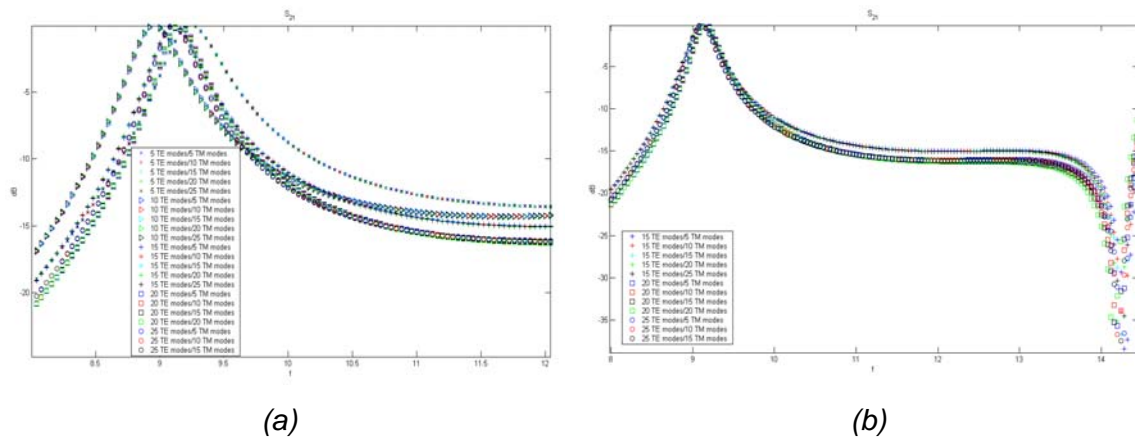 S21
dB
-5
-10
-15
-20
5 TE modes/5 TM modes
5 TE modes/10 TM modes
5 TE modes/15 TM modes
5 TE modes/20 TM modes
5 TE modes/25 TM modes
10 TE modes/5 TM modes
10 TE modes/10 TM modes
10 TE modes/15 TM modes
10 TE modes/20 TM modes
10 TE modes/25 TM modes
15 TE modes/5 TM modes
15 TE modes/10 TM modes
15 TE modes/15 TM modes
15 TE modes/20 TM modes
15 TE modes/25 TM modes
20 TE modes/5 TM modes
20 TE modes/10 TM modes
20 TE modes/15 TM modes
20 TE modes/20 TM modes
25 TE modes/5 TM modes
25 TE modes/10 TM modes
25 TE modes/15 TM modes
8.5 9 9.5 10 10.5 11 11.5 12
f
(a)
S21
dB
-5
-10
-15
-20
-25
-30
-35
15 TE modes/5 TM modes
15 TE modes/10 TM modes
15 TE modes/15 TM modes
15 TE modes/20 TM modes
15 TE modes/25 TM modes
20 TE modes/5 TM modes
20 TE modes/10 TM modes
20 TE modes/15 TM modes
20 TE modes/20 TM modes
25 TE modes/5 TM modes
25 TE modes/10 TM modes
25 TE modes/15 TM modes
8 9 10 11 12 13 14
f
(b)